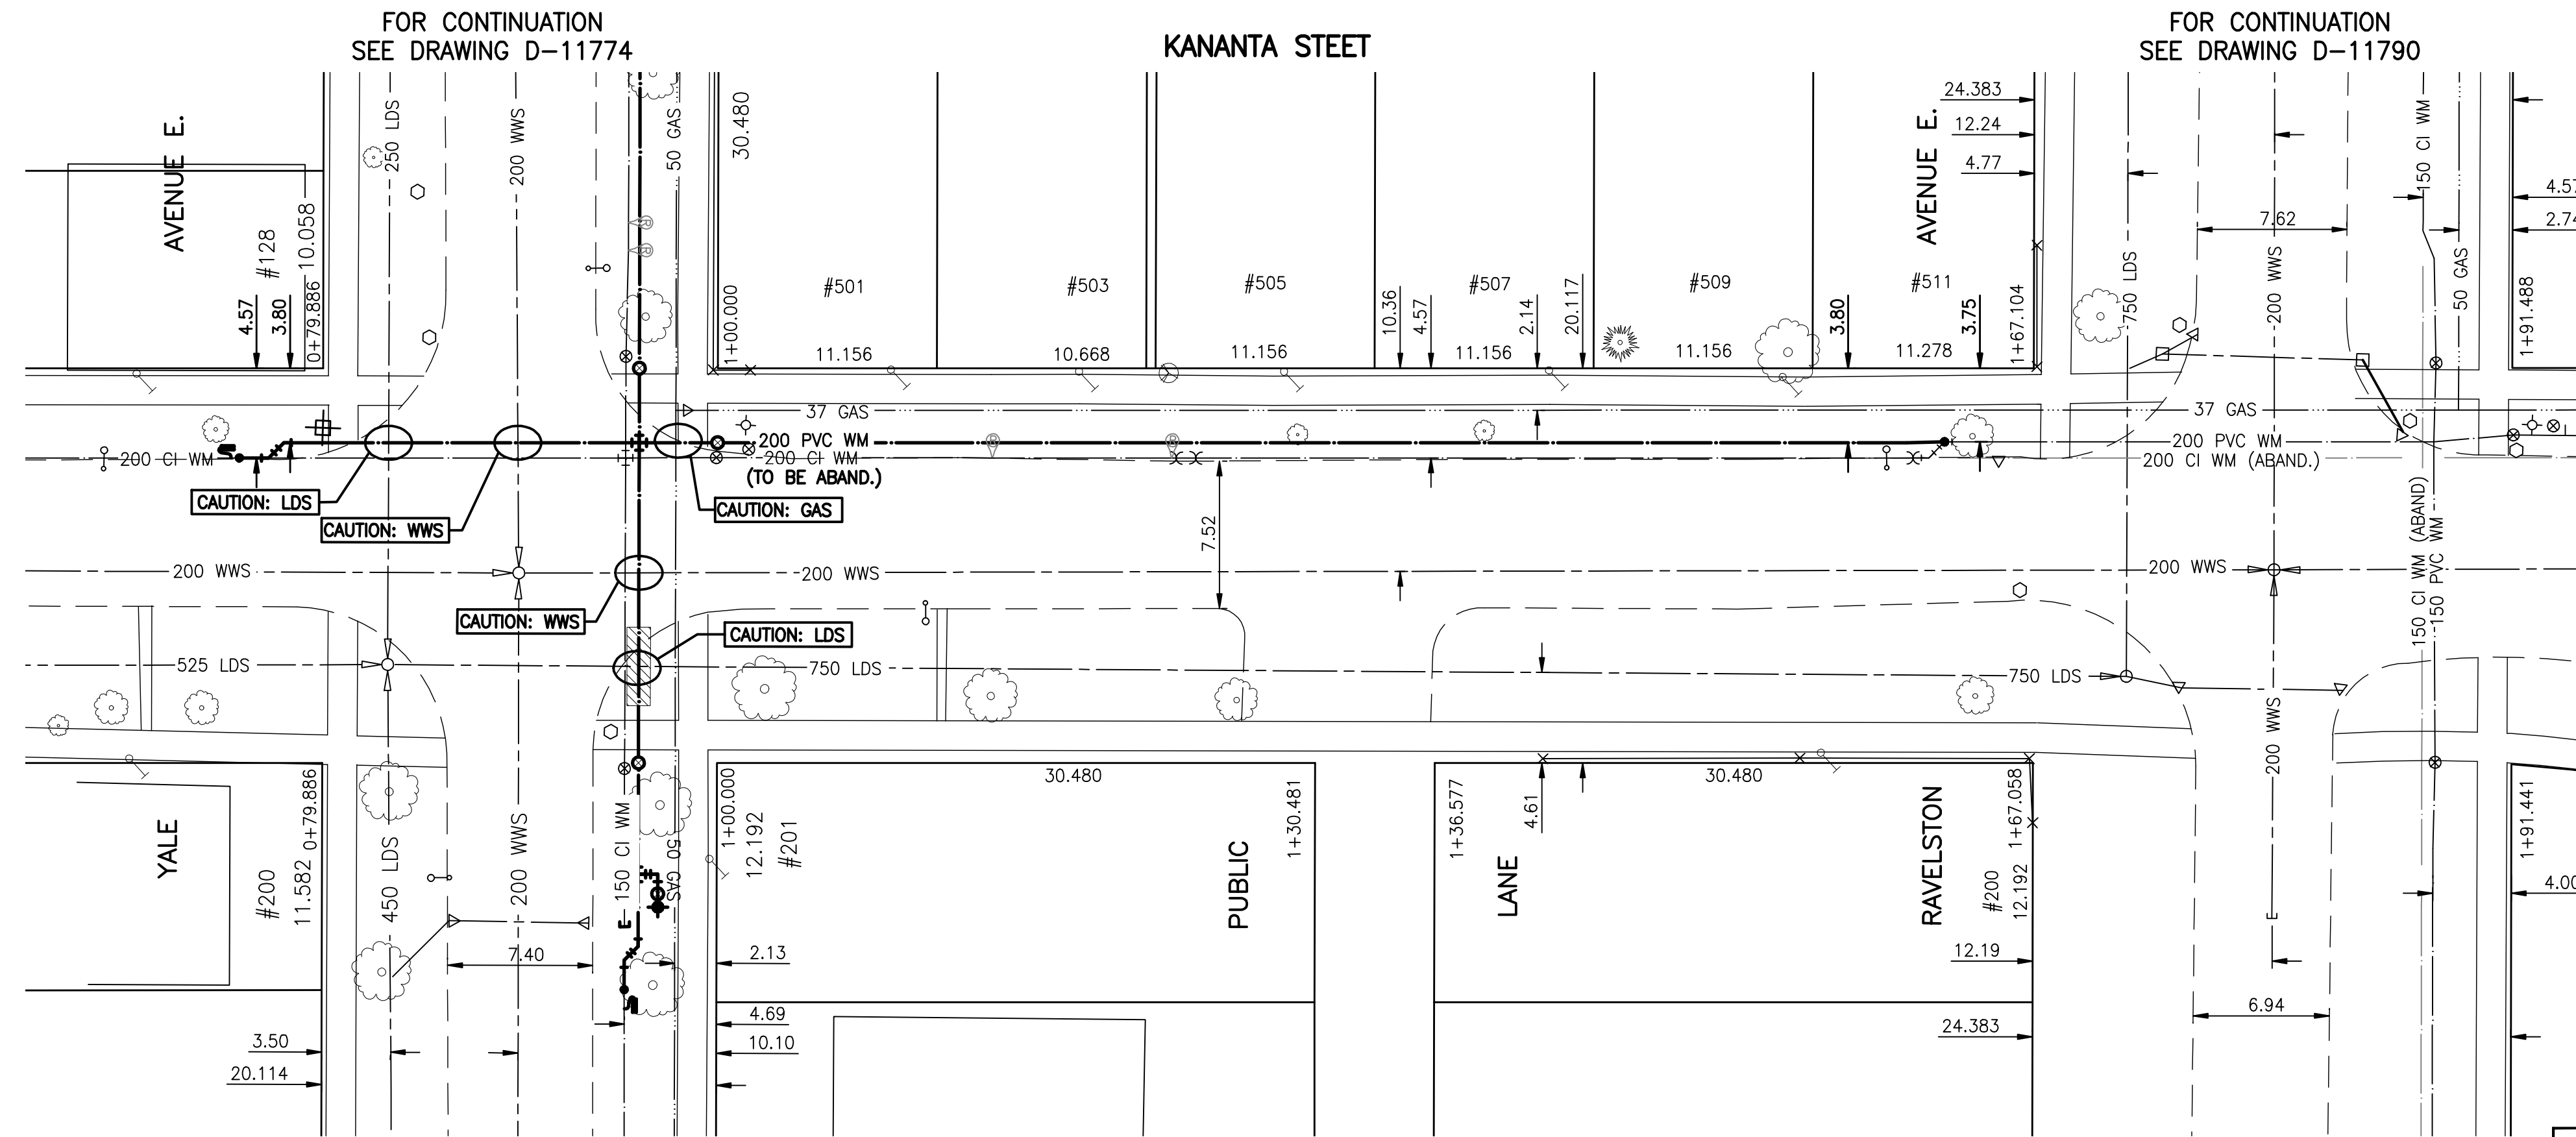 FOR CONTINUATION
SEE DRAWING D-11774
KANANTA STEET
FOR CONTINUATION
SEE DRAWING D-11790
AVENUE E.
#128
10.058
4.57
3.80
0+79.886
250 LDS
200 WWS
50 GAS
30.480
1+00.000
#501
11.156
#503
10.668
#505
11.156
10.36
4.57
#507
11.156
2.14
20.117
#509
11.156
3.80
#511
11.278
3.75
AVENUE E.
24.383
12.24
4.77
1+67.104
750 LDS
7.62
200 WWS
150 CI WM
50 GAS
1+91.488
4.57
2.74
37 GAS
37 GAS
200 CI WM
200 PVC WM
200 CI WM
(TO BE ABAND.)
200 PVC WM
200 CI WM (ABAND.)
CAUTION: LDS
CAUTION: WWS
CAUTION: GAS
7.52
150 CI WM (ABAND)
150 PVC WM
200 WWS
200 WWS
200 WWS
CAUTION: WWS
CAUTION: LDS
525 LDS
750 LDS
750 LDS
200 WWS
YALE
#200
11.582
0+79.886
450 LDS
200 WWS
150 CI WM
50 GAS
1+00.000
12.192
#201
30.480
PUBLIC
1+30.481
1+36.577
LANE
4.61
30.480
RAVELSTON
#200
12.192
1+67.058
1+91.441
4.00
7.40
2.13
12.19
4.69
10.10
3.50
20.114
24.383
6.94